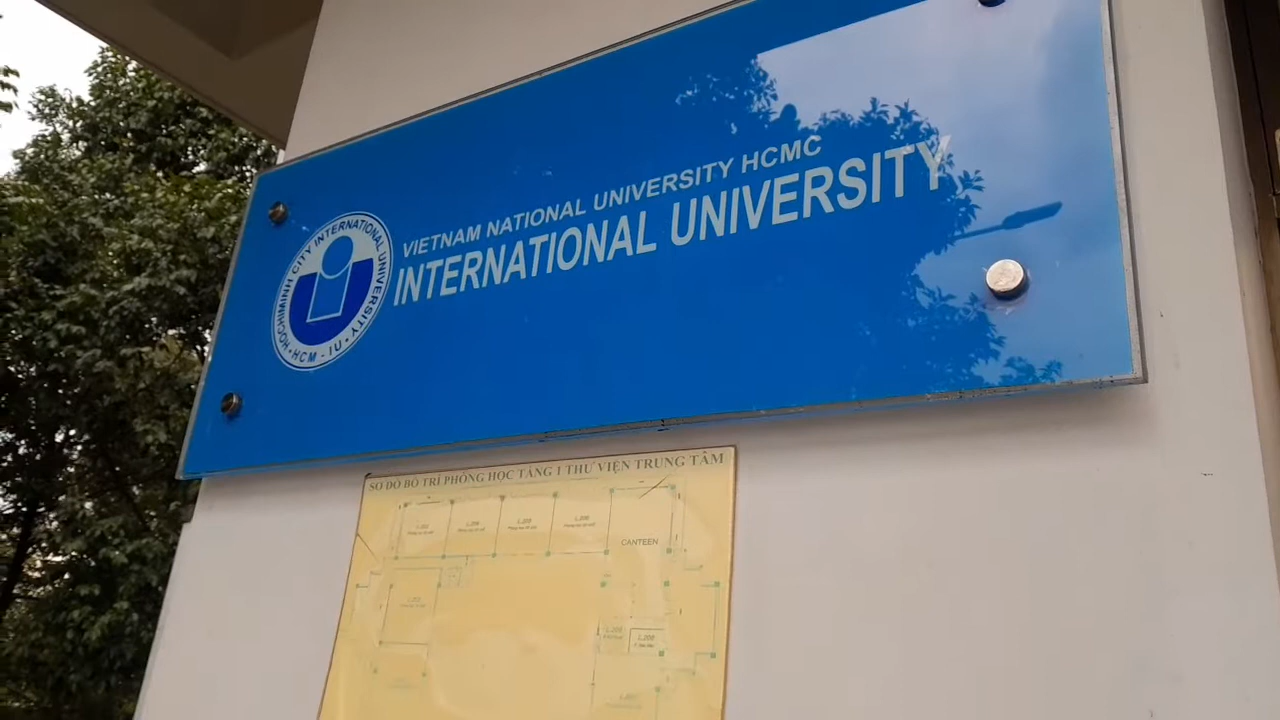 VIETNAM NATIONAL UNIVERSITY HCMC
INTERNATIONAL UNIVERSITY
HOCHIMINH CITY INTERNATIONAL UNIVERSITY
HCM - IU
SƠ ĐỒ BỐ TRÍ PHÒNG HỌC TẦNG 1 THƯ VIỆN TRUNG TÂM
CANTEEN